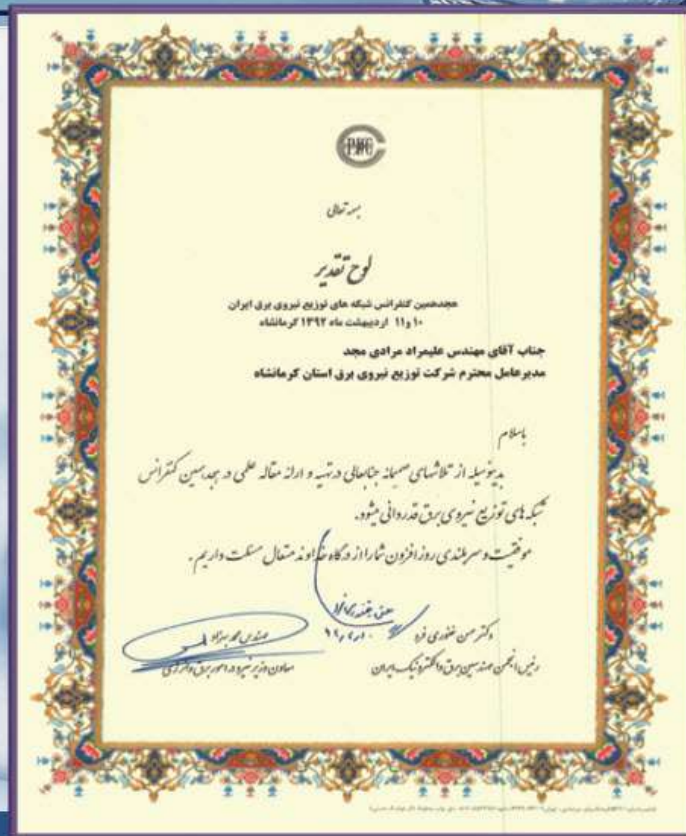 بسمه تعالی
لوح تقدیر
هجدهمین کنفرانس شبکه های توزیع نیروی برق ایران
۱۰ و ۱۱ اردیبهشت ماه ۱۳۹۲ کرمانشاه
جناب آقای مهندس علیمراد مرادی مجد
مدیرعامل محترم شرکت توزیع نیروی برق استان کرمانشاه
باسلام
بدینوسیله از تلاشهای صمیمانه جنابعالی در تهیه و ارائه مقاله علمی در هجدهمین کنفرانس
شبکه های توزیع نیروی برق قدردانی میشود.
موفقیت و سربلندی روزافزون شما را از درگاه خداوند متعال مسئلت داریم.
دکتر حسن غفوری فرد
رئیس انجمن مهندسین برق و الکترونیک ایران
مهندس محمد بهزاد
معاون وزیر نیرو در امور برق و انرژی